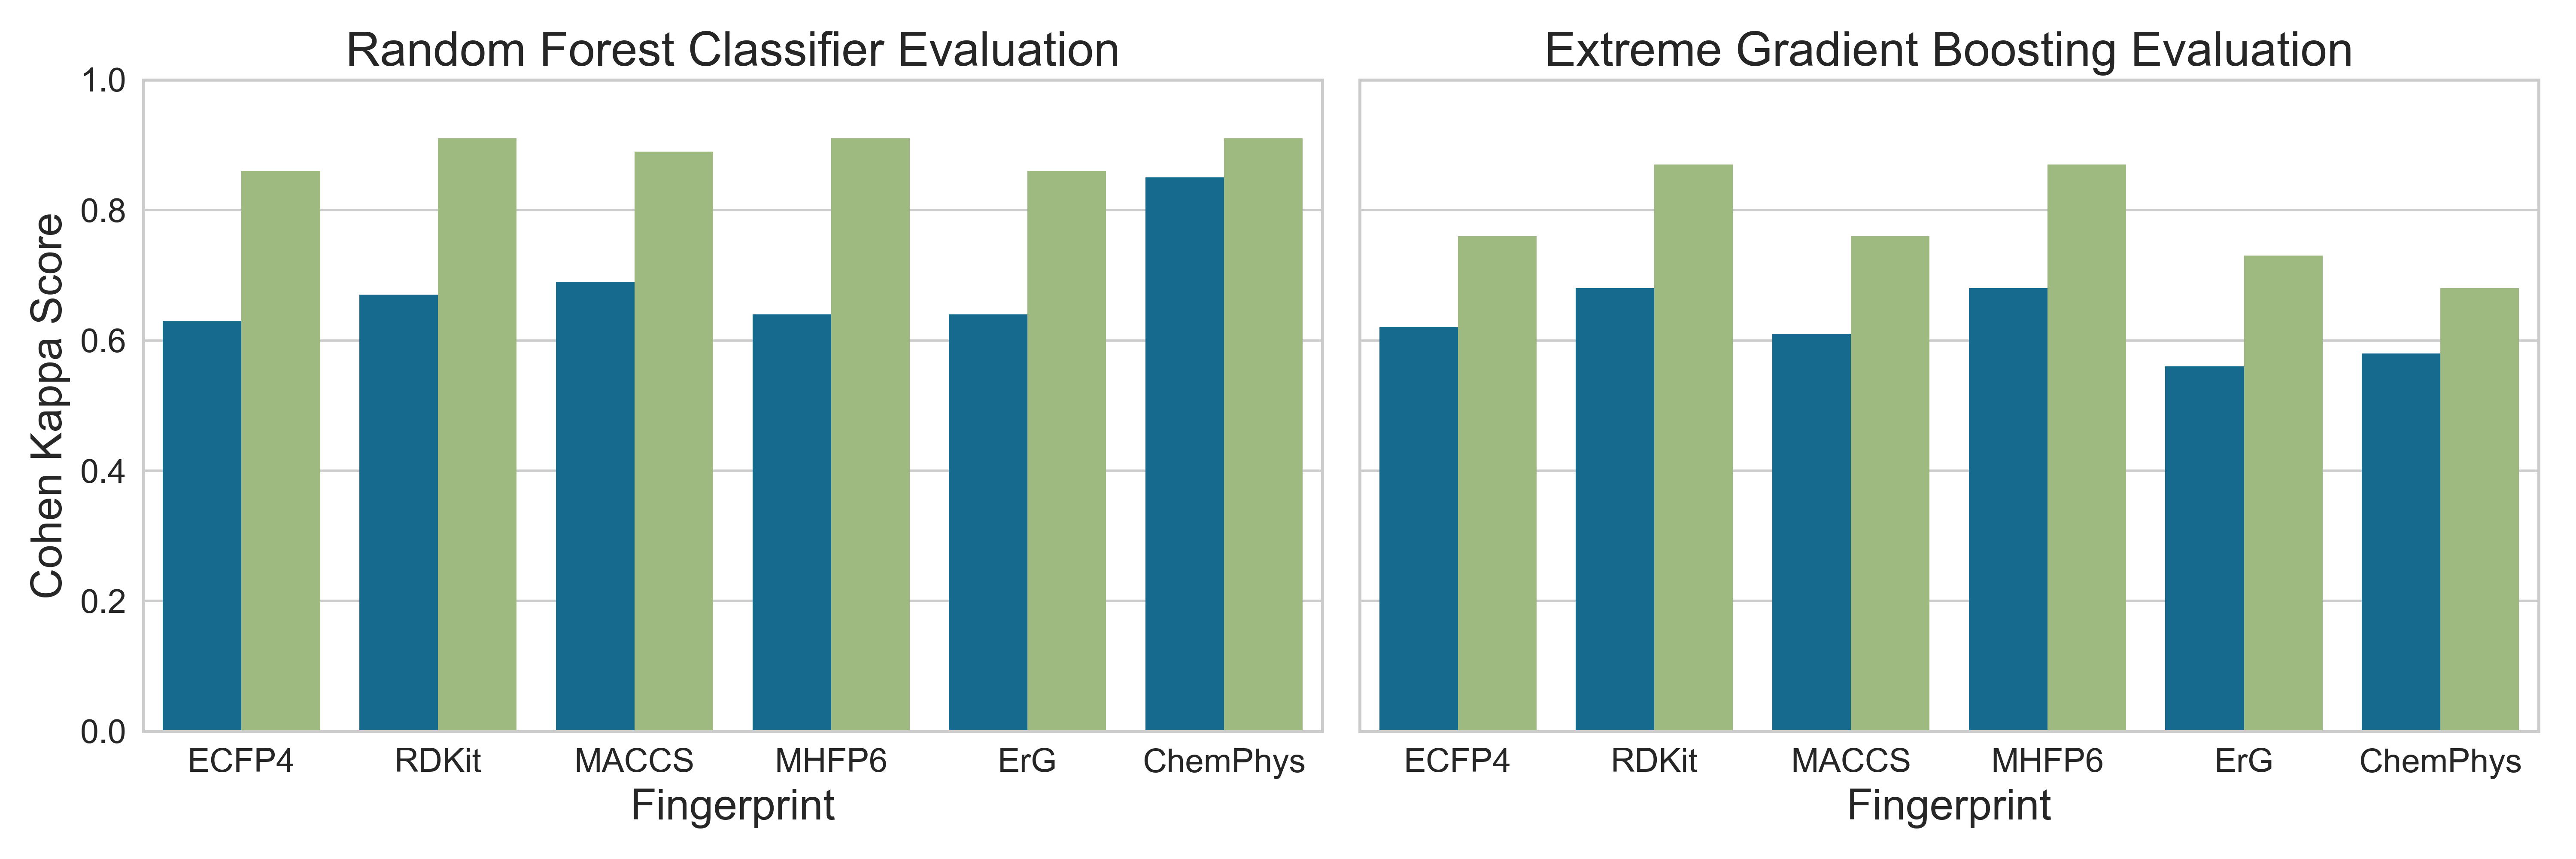 Random Forest Classifier Evaluation
Cohen Kappa Score
1.0
0.8
0.6
0.4
0.2
0.0
ECFP4 RDKit MACCS MHFP6 ErG ChemPhys
Fingerprint
Extreme Gradient Boosting Evaluation
ECFP4 RDKit MACCS MHFP6 ErG ChemPhys
Fingerprint